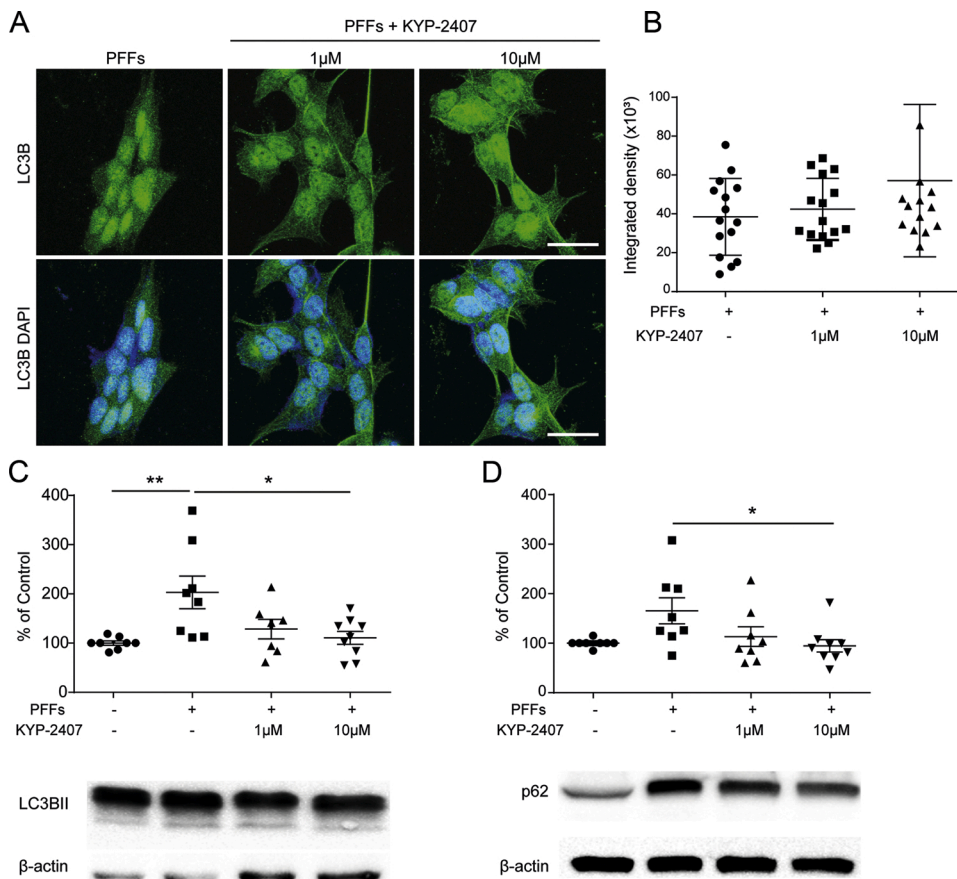 A
PFFs + KYP-2407
PFFs
1μM
10μM
LC3B
LC3B DAPI
B
Integrated density (x10³)
100
80
60
40
20
0
PFFs + + +
KYP-2407 - 1μM 10μM
C
% of Control
400
300
200
100
0
** *
PFFs - + + +
KYP-2407 - - 1μM 10μM
LC3BII
β-actin
D
% of Control
400
300
200
100
0
*
PFFs - + + +
KYP-2407 - - 1μM 10μM
p62
β-actin